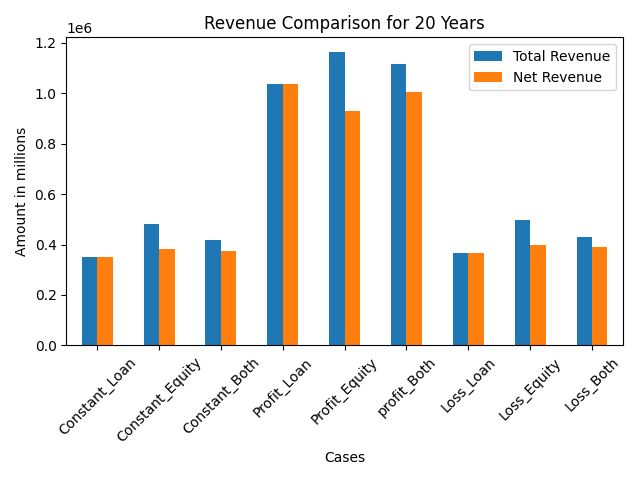 Revenue Comparison for 20 Years
1e6
Total Revenue
Net Revenue
Amount in millions
1.2
1.0
0.8
0.6
0.4
0.2
0.0
Constant_Loan
Constant_Equity
Constant_Both
Profit_Loan
Profit_Equity
profit_Both
Loss_Loan
Loss_Equity
Loss_Both
Cases